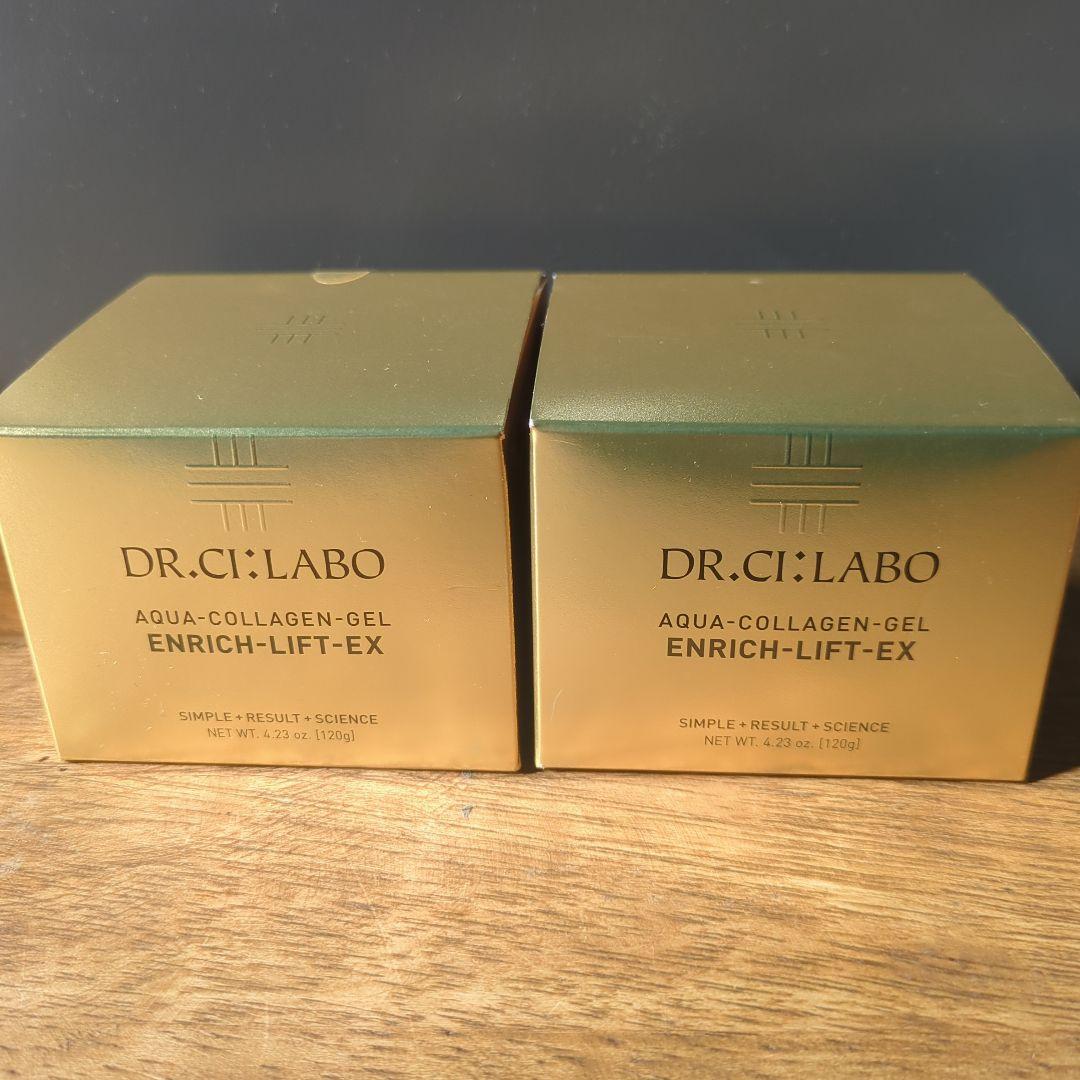 DR.CI:LABO
AQUA-COLLAGEN-GEL
ENRICH-LIFT-EX
SIMPLE+RESULT+SCIENCE
NET WT. 4.23 oz. [120g]
DR.CI:LABO
AQUA-COLLAGEN-GEL
ENRICH-LIFT-EX
SIMPLE+RESULT+SCIENCE
NET WT. 4.23 oz. [120g]